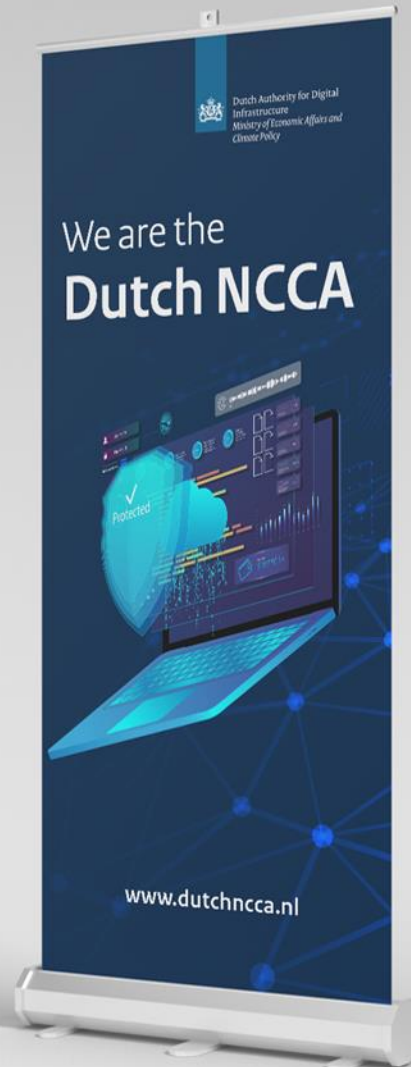 Dutch Authority for Digital
Infrastructure
Ministry of Economic Affairs and
Climate Policy
We are the
Dutch NCCA
Protected
www.dutchncca.nl